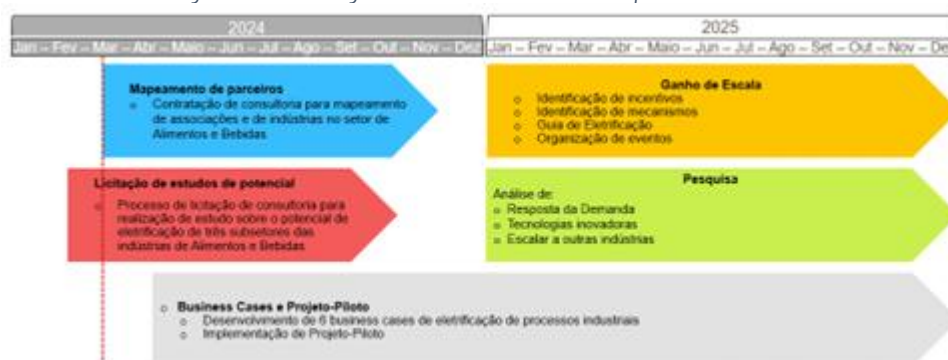 2024
2025
Jan – Fev – Mar – Abr – Maio – Jun – Jul – Ago – Set – Out – Nov – Dez
Jan – Fev – Mar – Abr – Maio – Jun – Jul – Ago – Set – Out – Nov – De
Mapeamento de parceiros
Contratação de consultoria para mapeamento
de associações e de indústrias no setor de
Alimentos e Bebidas
Ganho de Escala
Identificação de incentivos
Identificação de mecanismos
Guia de Eletrificação
Organização de eventos
Licitação de estudos de potencial
Processo de licitação de consultoria para
realização de estudo sobre o potencial de
eletrificação de três subsetores das
indústrias de Alimentos e Bebidas
Pesquisa
Análise de:
Resposta da Demanda
Tecnologias inovadoras
Escalar a outras indústrias
Business Cases e Projeto-Piloto
Desenvolvimento de 6 business cases de eletrificação de processos industriais
Implementação de Projeto-Piloto